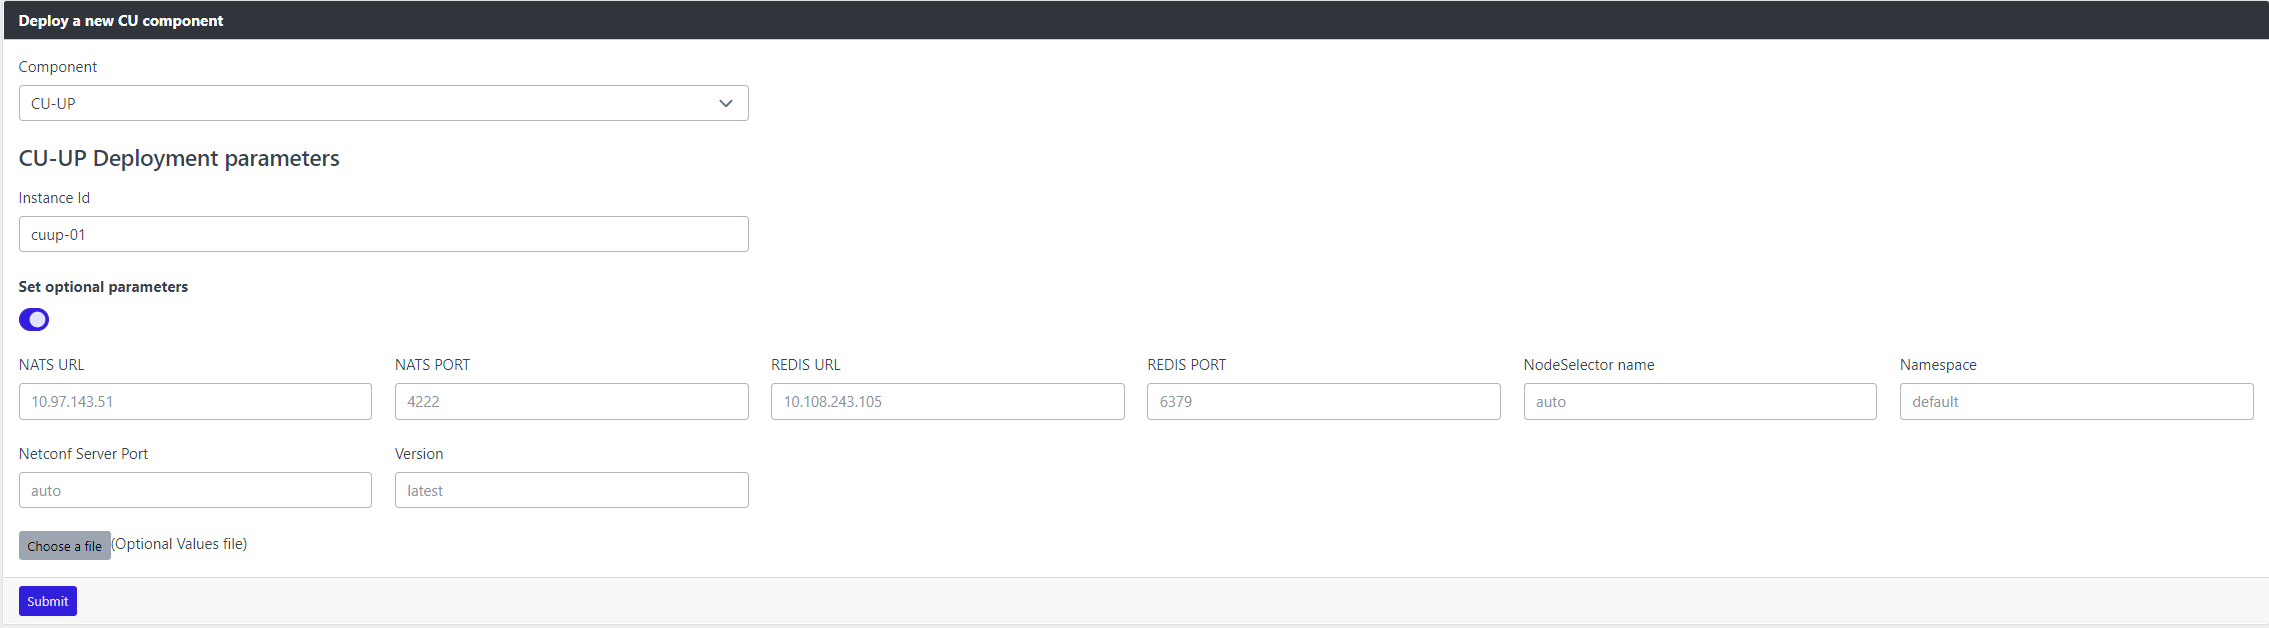 Deploy a new CU component
Component
CU-UP
CU-UP Deployment parameters
Instance Id
cuup-01
Set optional parameters
NATS URL
NATS PORT
REDIS URL
REDIS PORT
NodeSelector name
Namespace
10.97.143.51
4222
10.108.243.105
6379
auto
default
Netconf Server Port
Version
auto
latest
Choose a file (Optional Values file)
Submit